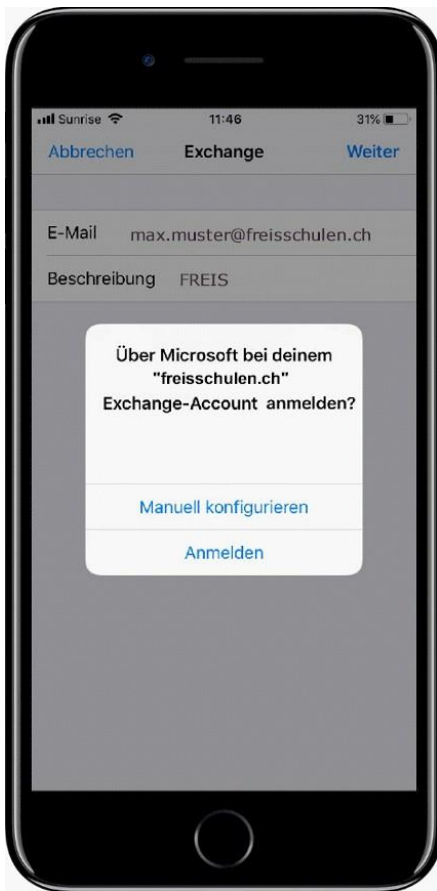 Sunrise 11:46 31%
Abbrechen Exchange Weiter
E-Mail max.muster@freisschulen.ch
Beschreibung FREIS
Über Microsoft bei deinem
"freisschulen.ch"
Exchange-Account anmelden?
Manuell konfigurieren
Anmelden